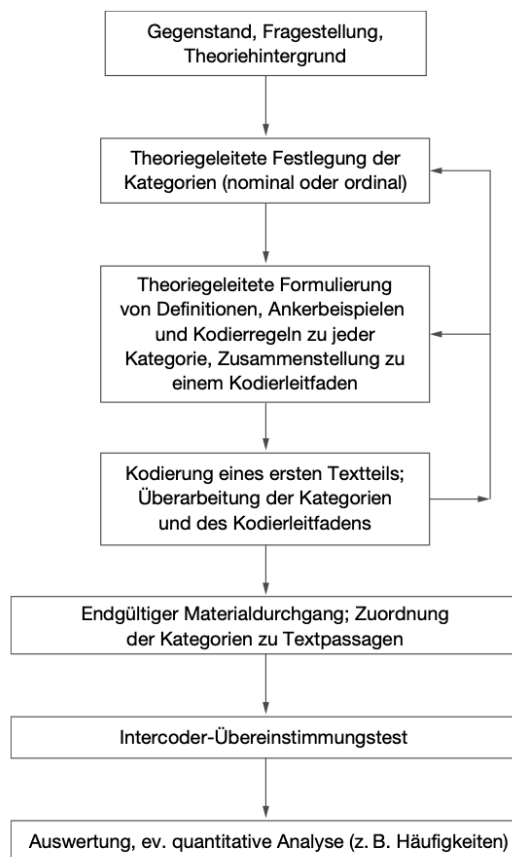 Gegenstand, Fragestellung,
Theoriehintergrund
Theoriegeleitete Festlegung der
Kategorien (nominal oder ordinal)
Theoriegeleitete Formulierung
von Definitionen, Ankerbeispielen
und Kodierregeln zu jeder
Kategorie, Zusammenstellung zu
einem Kodierleitfaden
Kodierung eines ersten Textteils;
Überarbeitung der Kategorien
und des Kodierleitfadens
Endgültiger Materialdurchgang; Zuordnung
der Kategorien zu Textpassagen
Intercoder-Übereinstimmungstest
Auswertung, ev. quantitative Analyse (z. B. Häufigkeiten)